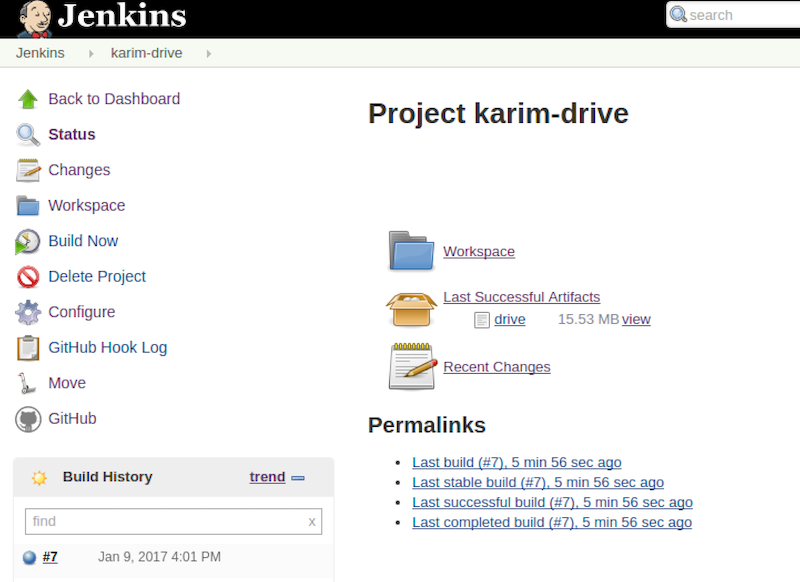 Jenkins
search
Jenkins karim-drive
Back to Dashboard
Status
Changes
Workspace
Build Now
Delete Project
Configure
GitHub Hook Log
Move
GitHub
Build History trend
find x
#7 Jan 9, 2017 4:01 PM
Project karim-drive
Workspace
Last Successful Artifacts
drive 15.53 MB view
Recent Changes
Permalinks
Last build (#7), 5 min 56 sec ago
Last stable build (#7), 5 min 56 sec ago
Last successful build (#7), 5 min 56 sec ago
Last completed build (#7), 5 min 56 sec ago